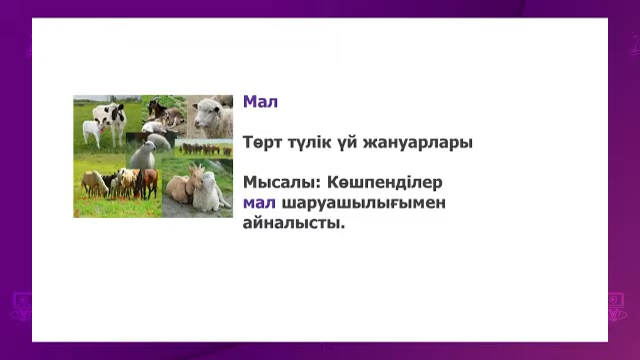 Мал
Төрт түлік үй жануарлары
Мысалы: Көшпенділер
мал шаруашылығымен
айналысты.